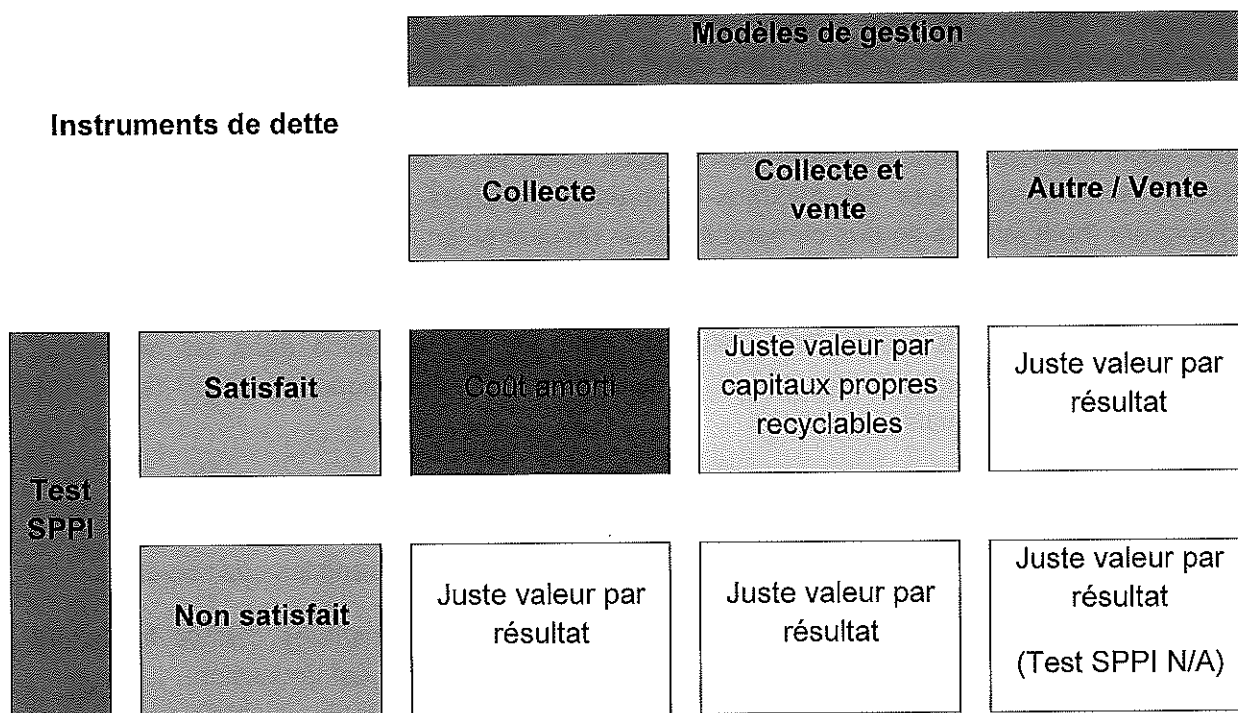 Modèles de gestion
Instruments de dette
Collecte
Collecte et
vente
Autre / Vente
Test
SPPI
Satisfait
Coût amorti
Juste valeur par
capitaux propres
recyclables
Juste valeur par
résultat
Non satisfait
Juste valeur par
résultat
Juste valeur par
résultat
Juste valeur par
résultat
(Test SPPI N/A)